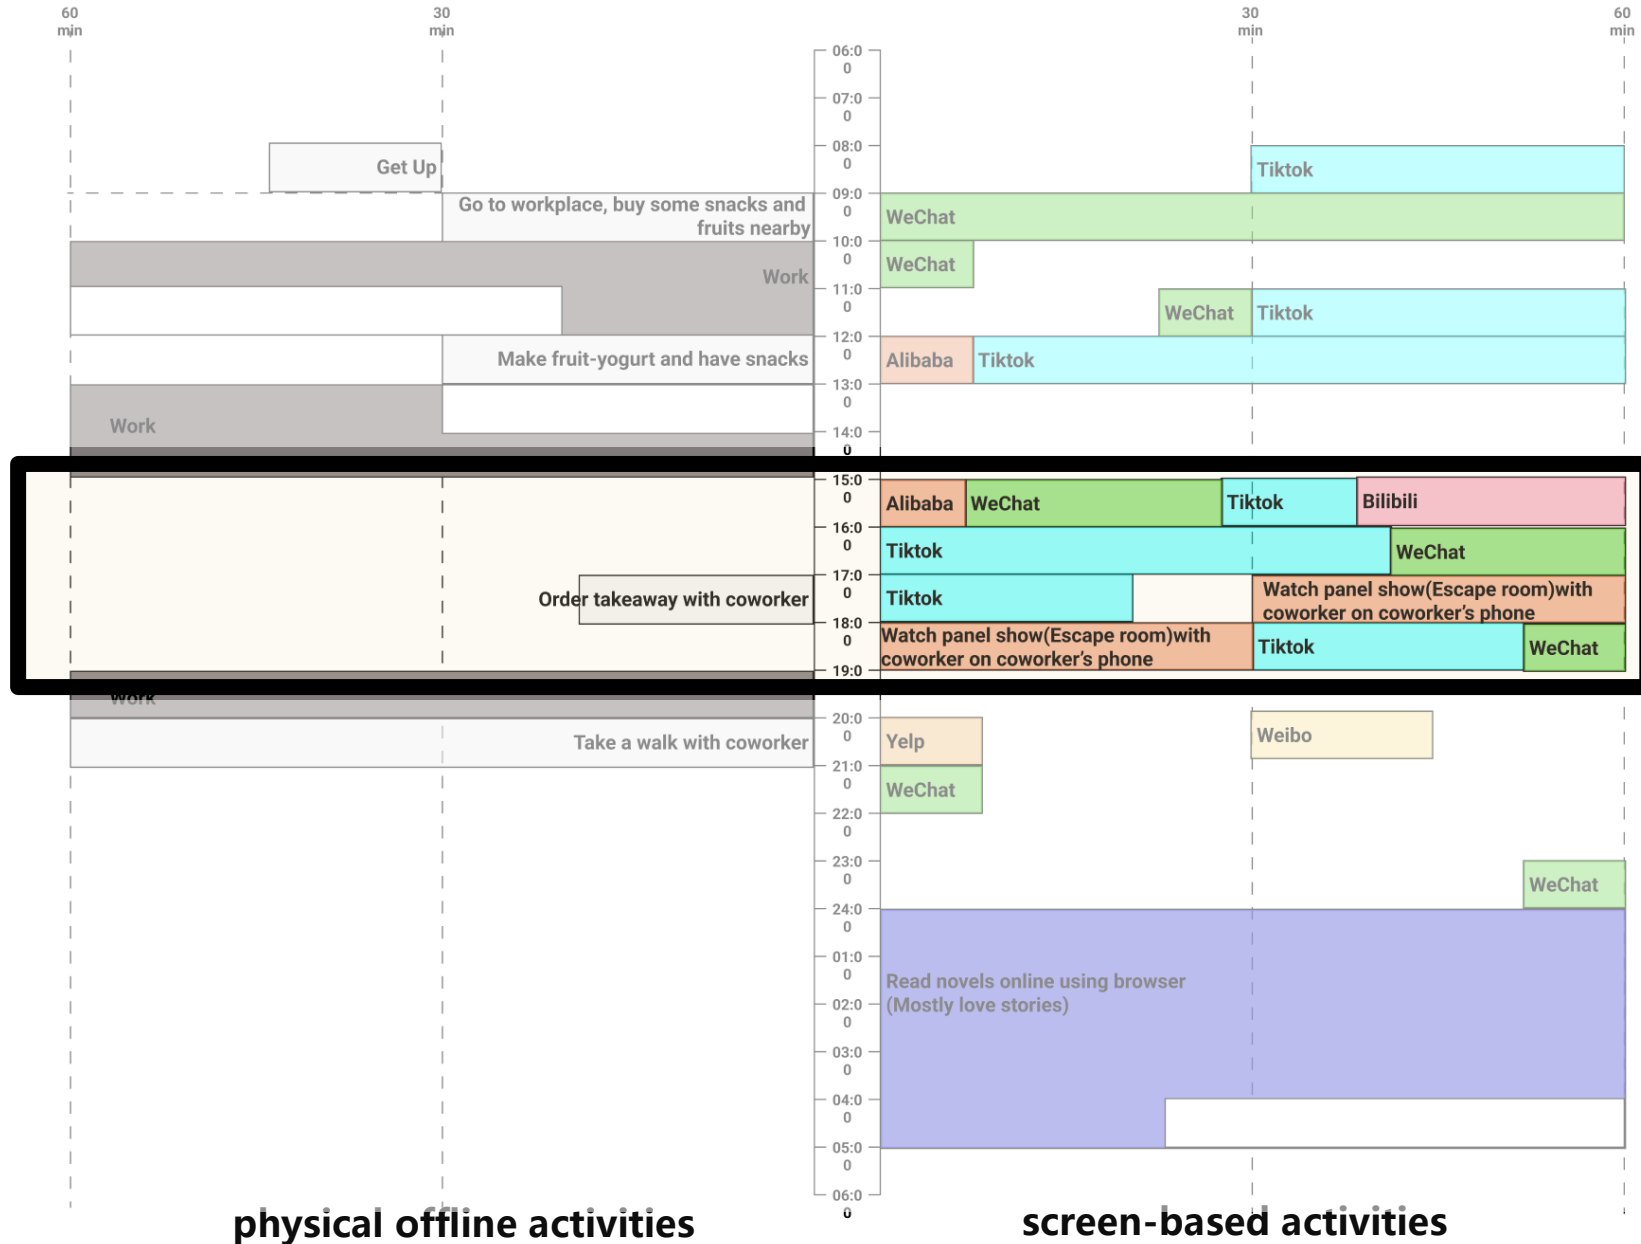 60
min
30
min
30
min
60
min
06:0
0
07:0
0
08:0
0
Get Up
Tiktok
09:0
0
Go to workplace, buy some snacks and
fruits nearby
WeChat
10:0
0
Work
WeChat
11:0
0
WeChat
Tiktok
12:0
0
Make fruit-yogurt and have snacks
Alibaba
Tiktok
13:0
0
Work
14:0
0
15:0
0
Alibaba
WeChat
Tiktok
Bilibili
16:0
0
Tiktok
WeChat
17:0
0
Order takeaway with coworker
Tiktok
Watch panel show(Escape room)with
coworker on coworker's phone
18:0
0
Watch panel show(Escape room)with
coworker on coworker's phone
Tiktok
WeChat
19:0
Work
20:0
0
Take a walk with coworker
Yelp
Weibo
21:0
0
WeChat
22:0
0
23:0
0
WeChat
24:0
0
01:0
0
Read novels online using browser
(Mostly love stories)
02:0
0
03:0
0
04:0
0
05:0
0
06:0
0
physical offline activities
screen-based activities